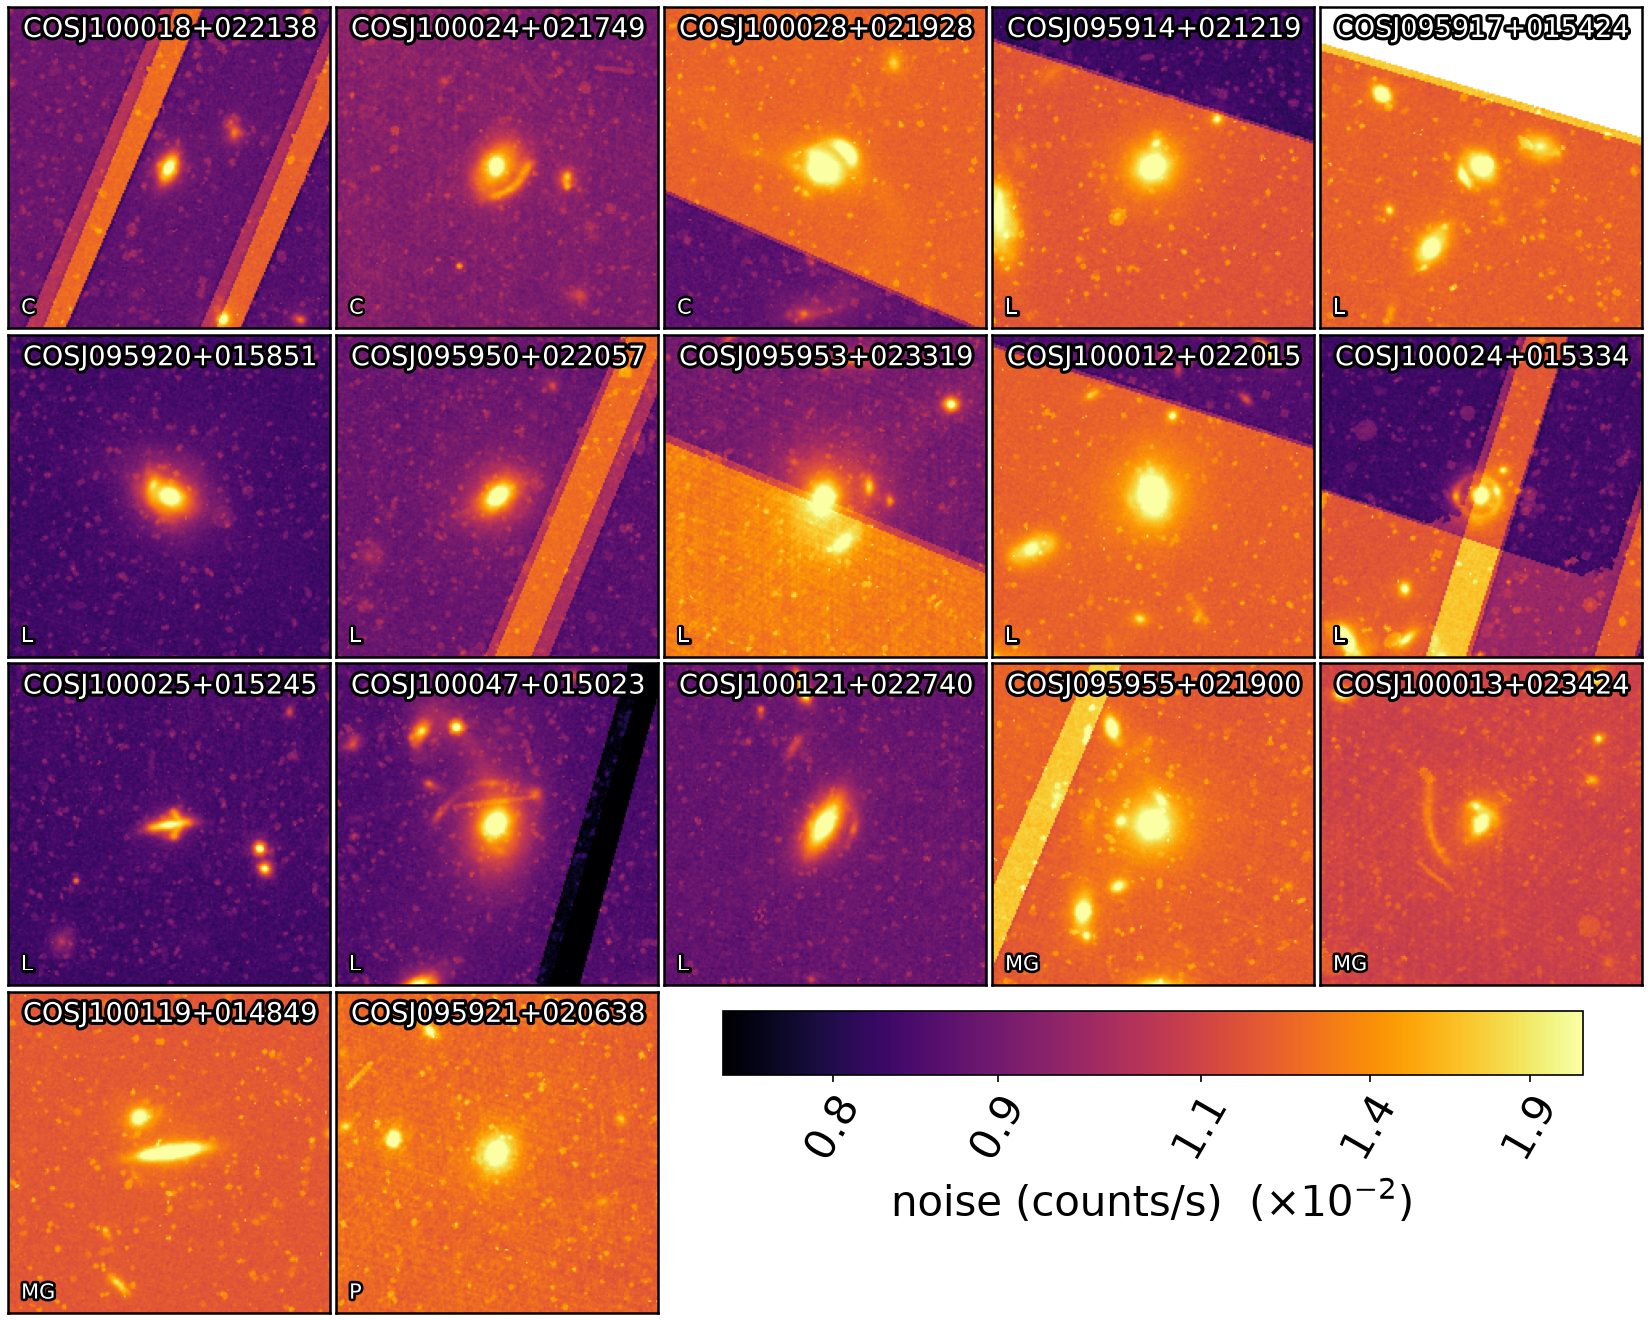 COSJ100018+022138
C
COSJ100024+021749
C
COSJ100028+021928
C
COSJ095914+021219
L
COSJ095917+015424
L
COSJ095920+015851
L
COSJ095950+022057
L
COSJ095953+023319
L
COSJ100012+022015
L
COSJ100024+015334
L
COSJ100025+015245
L
COSJ100047+015023
L
COSJ100121+022740
L
COSJ095955+021900
MG
COSJ100013+023424
MG
COSJ100119+014849
MG
COSJ095921+020638
P
0.8 0.9 1.1 1.4 1.9
noise (counts/s) (×10⁻²)